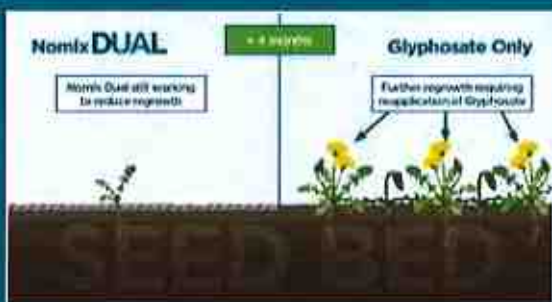 Nomix DUAL
+ 4 months
Glyphosate Only
Nomix Dual still working
to reduce regrowth
Further regrowth requiring
reapplication of Glyphosate
SEED BED